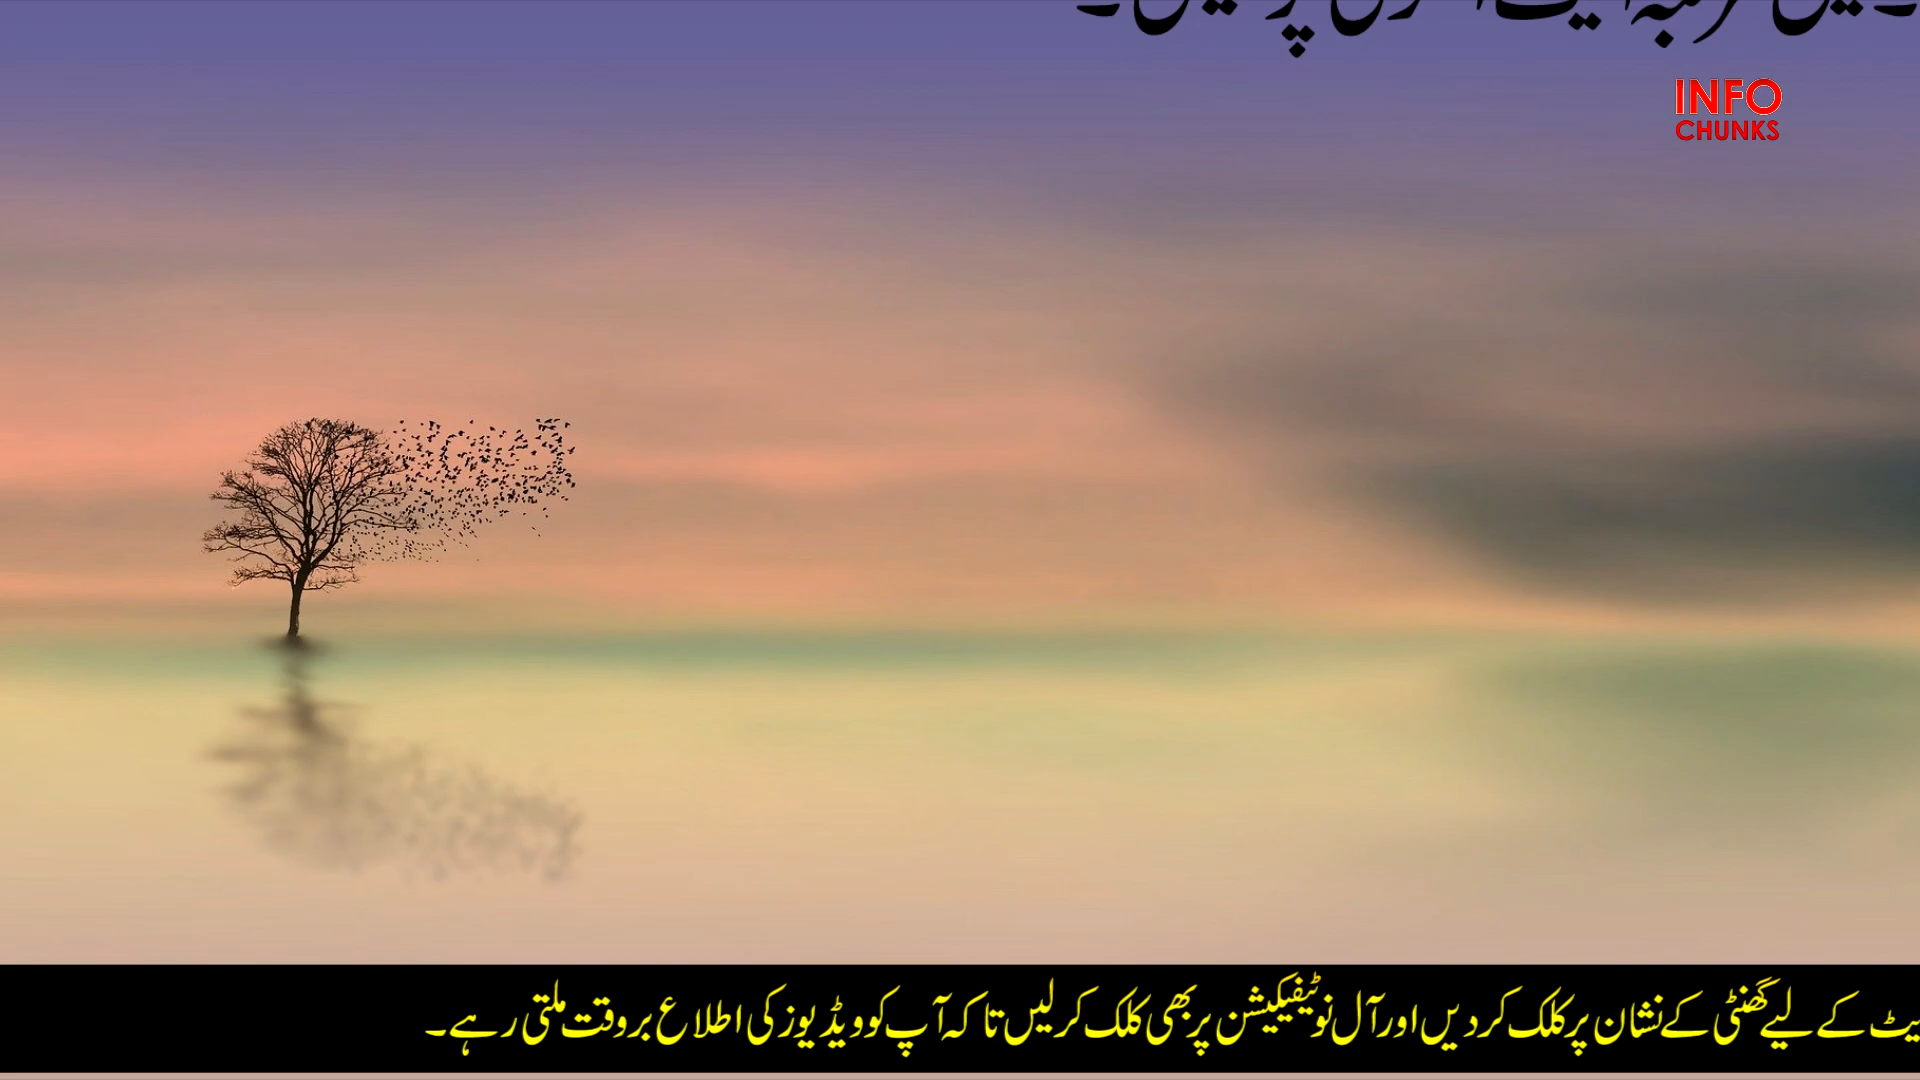 INFO
CHUNKS
کے لیے گھنٹی کے نشان پر کلک کر دیں اور آل نوٹیفیکیشن پر بھی کلک کر لیں تا کہ آپ کو ویڈیوز کی اطلاع بروقت ملتی رہے۔